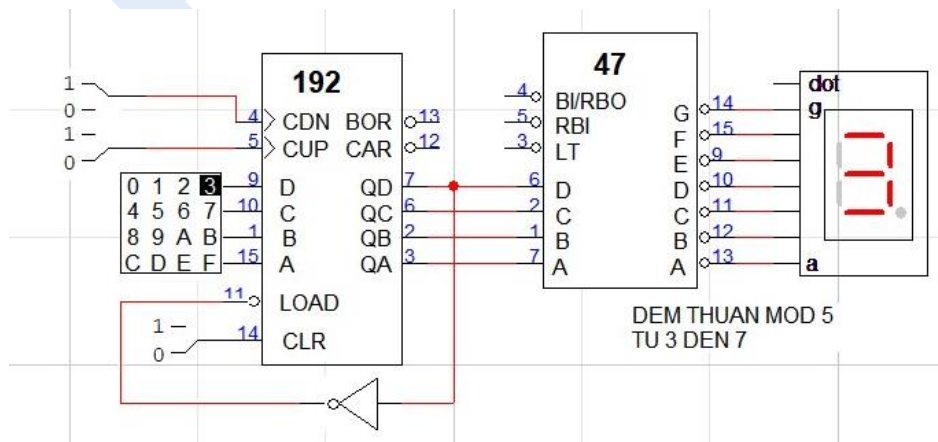 192
47
dot
1
0
1
0
4 CDN BOR 13
5 CUP CAR 12
4 BI/RBO
5 RBI
3 LT
G 14 g
F 15
E 9
0 1 2 3
4 5 6 7
8 9 A B
C D E F
9 D QD 7
10 C QC 6
1 B QB 2
15 A QA 3
6 D D 10
2 C C 11
1 B B 12
7 A A 13 a
11 LOAD
1
0
14 CLR
DEM THUAN MOD 5
TU 3 DEN 7
3